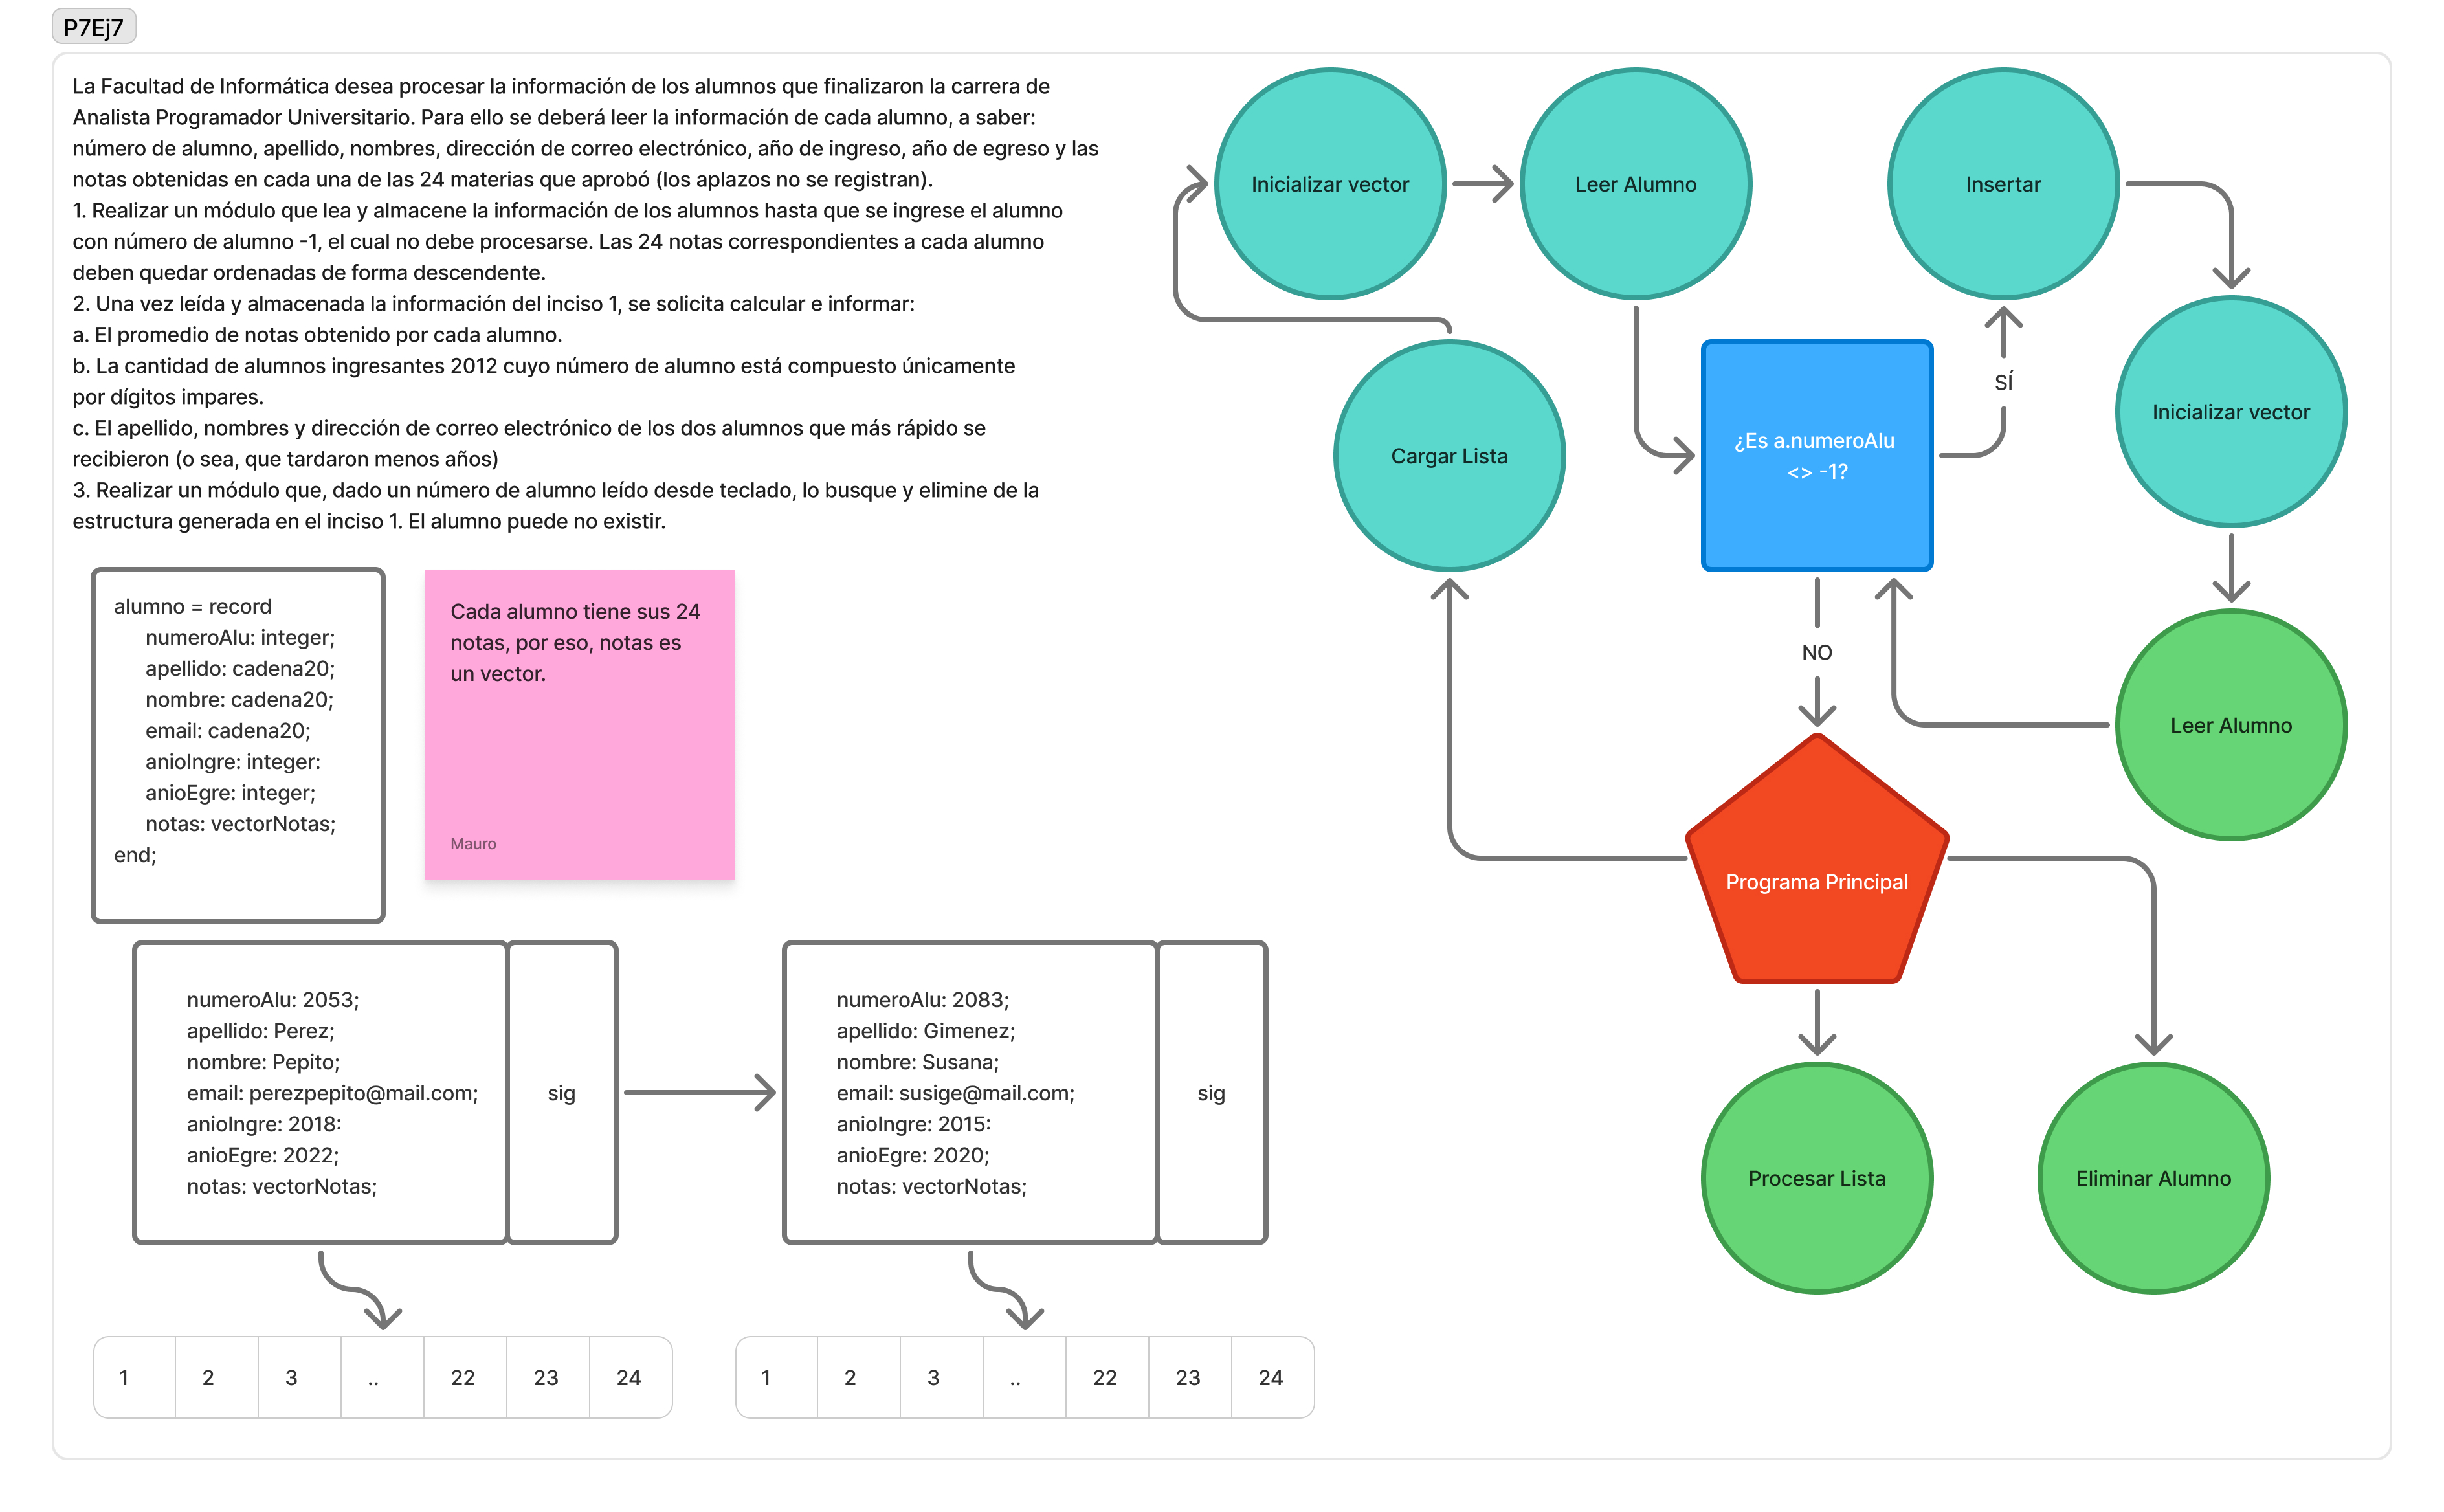 P7Ej7
La Facultad de Informática desea procesar la información de los alumnos que finalizaron la carrera de
Analista Programador Universitario. Para ello se deberá leer la información de cada alumno, a saber:
número de alumno, apellido, nombres, dirección de correo electrónico, año de ingreso, año de egreso y las
notas obtenidas en cada una de las 24 materias que aprobó (los aplazos no se registran).
1. Realizar un módulo que lea y almacene la información de los alumnos hasta que se ingrese el alumno
con número de alumno -1, el cual no debe procesarse. Las 24 notas correspondientes a cada alumno
deben quedar ordenadas de forma descendente.
2. Una vez leída y almacenada la información del inciso 1, se solicita calcular e informar:
a. El promedio de notas obtenido por cada alumno.
b. La cantidad de alumnos ingresantes 2012 cuyo número de alumno está compuesto únicamente
por dígitos impares.
c. El apellido, nombres y dirección de correo electrónico de los dos alumnos que más rápido se
recibieron (o sea, que tardaron menos años)
3. Realizar un módulo que, dado un número de alumno leído desde teclado, lo busque y elimine de la
estructura generada en el inciso 1. El alumno puede no existir.
alumno = record
numeroAlu: integer;
apellido: cadena20;
nombre: cadena20;
email: cadena20;
anioIngre: integer:
anioEgre: integer;
notas: vectorNotas;
end;
Cada alumno tiene sus 24
notas, por eso, notas es
un vector.
Mauro
numeroAlu: 2053;
apellido: Perez;
nombre: Pepito;
email: perezpepito@mail.com;
anioIngre: 2018:
anioEgre: 2022;
notas: vectorNotas;
sig
numeroAlu: 2083;
apellido: Gimenez;
nombre: Susana;
email: susige@mail.com;
anioIngre: 2015:
anioEgre: 2020;
notas: vectorNotas;
sig
1 2 3 .. 22 23 24
1 2 3 .. 22 23 24
Inicializar vector
Leer Alumno
Insertar
Cargar Lista
¿Es a.numeroAlu
<> -1?
SÍ
Inicializar vector
NO
Leer Alumno
Programa Principal
Procesar Lista
Eliminar Alumno